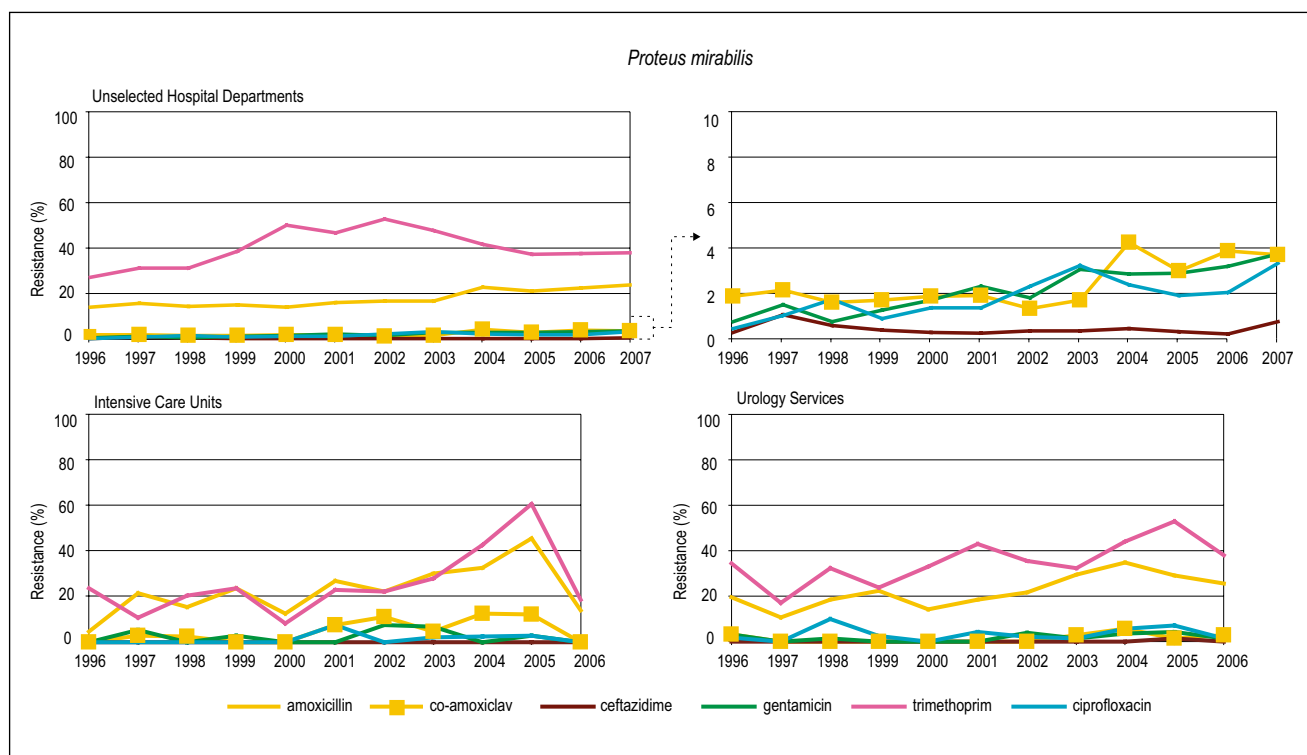 Proteus mirabilis
Unselected Hospital Departments
Resistance (%)
100
80
60
40
20
0
1996 1997 1998 1999 2000 2001 2002 2003 2004 2005 2006 2007
10
8
6
4
2
0
1996 1997 1998 1999 2000 2001 2002 2003 2004 2005 2006 2007
Intensive Care Units
Resistance (%)
100
80
60
40
20
0
1996 1997 1998 1999 2000 2001 2002 2003 2004 2005 2006
Urology Services
Resistance (%)
100
80
60
40
20
0
1996 1997 1998 1999 2000 2001 2002 2003 2004 2005 2006
amoxicillin co-amoxiclav ceftazidime gentamicin trimethoprim ciprofloxacin